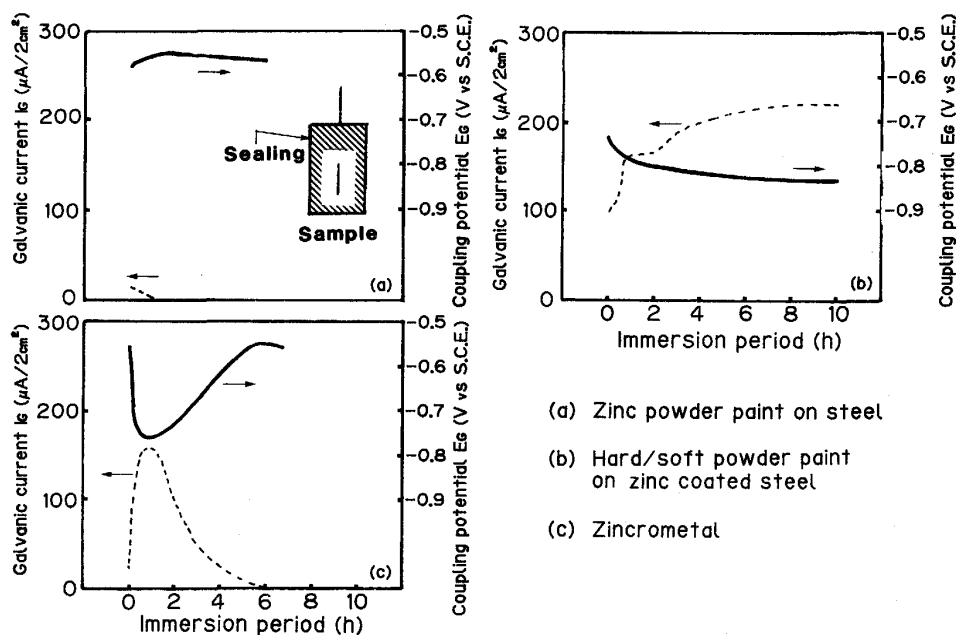 300
200
100
0
Galvanic current IG (μA/2cm²)
-0.5
-0.6
-0.7
-0.8
-0.9
Coupling potential EG (V vs S.C.E.)
Sealing
Sample
(a)
300
200
100
0
Galvanic current IG (μA/2cm²)
-0.5
-0.6
-0.7
-0.8
-0.9
Coupling potential EG (V vs S.C.E.)
(b)
0 2 4 6 8 10
Immersion period (h)
300
200
100
0
Galvanic current IG (μA/2cm²)
-0.5
-0.6
-0.7
-0.8
-0.9
Coupling potential EG (V vs S.C.E.)
(c)
0 2 4 6 8 10
Immersion period (h)
(a) Zinc powder paint on steel
(b) Hard/soft powder paint
on zinc coated steel
(c) Zincrometal